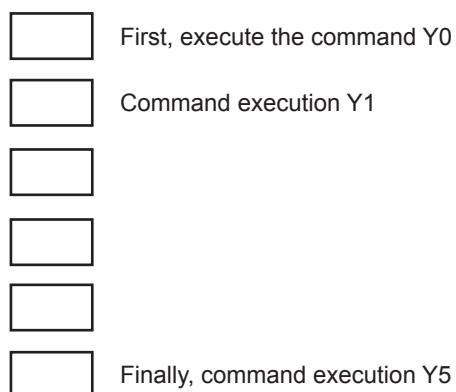 First, execute the command Y0
Command execution Y1
Finally, command execution Y5